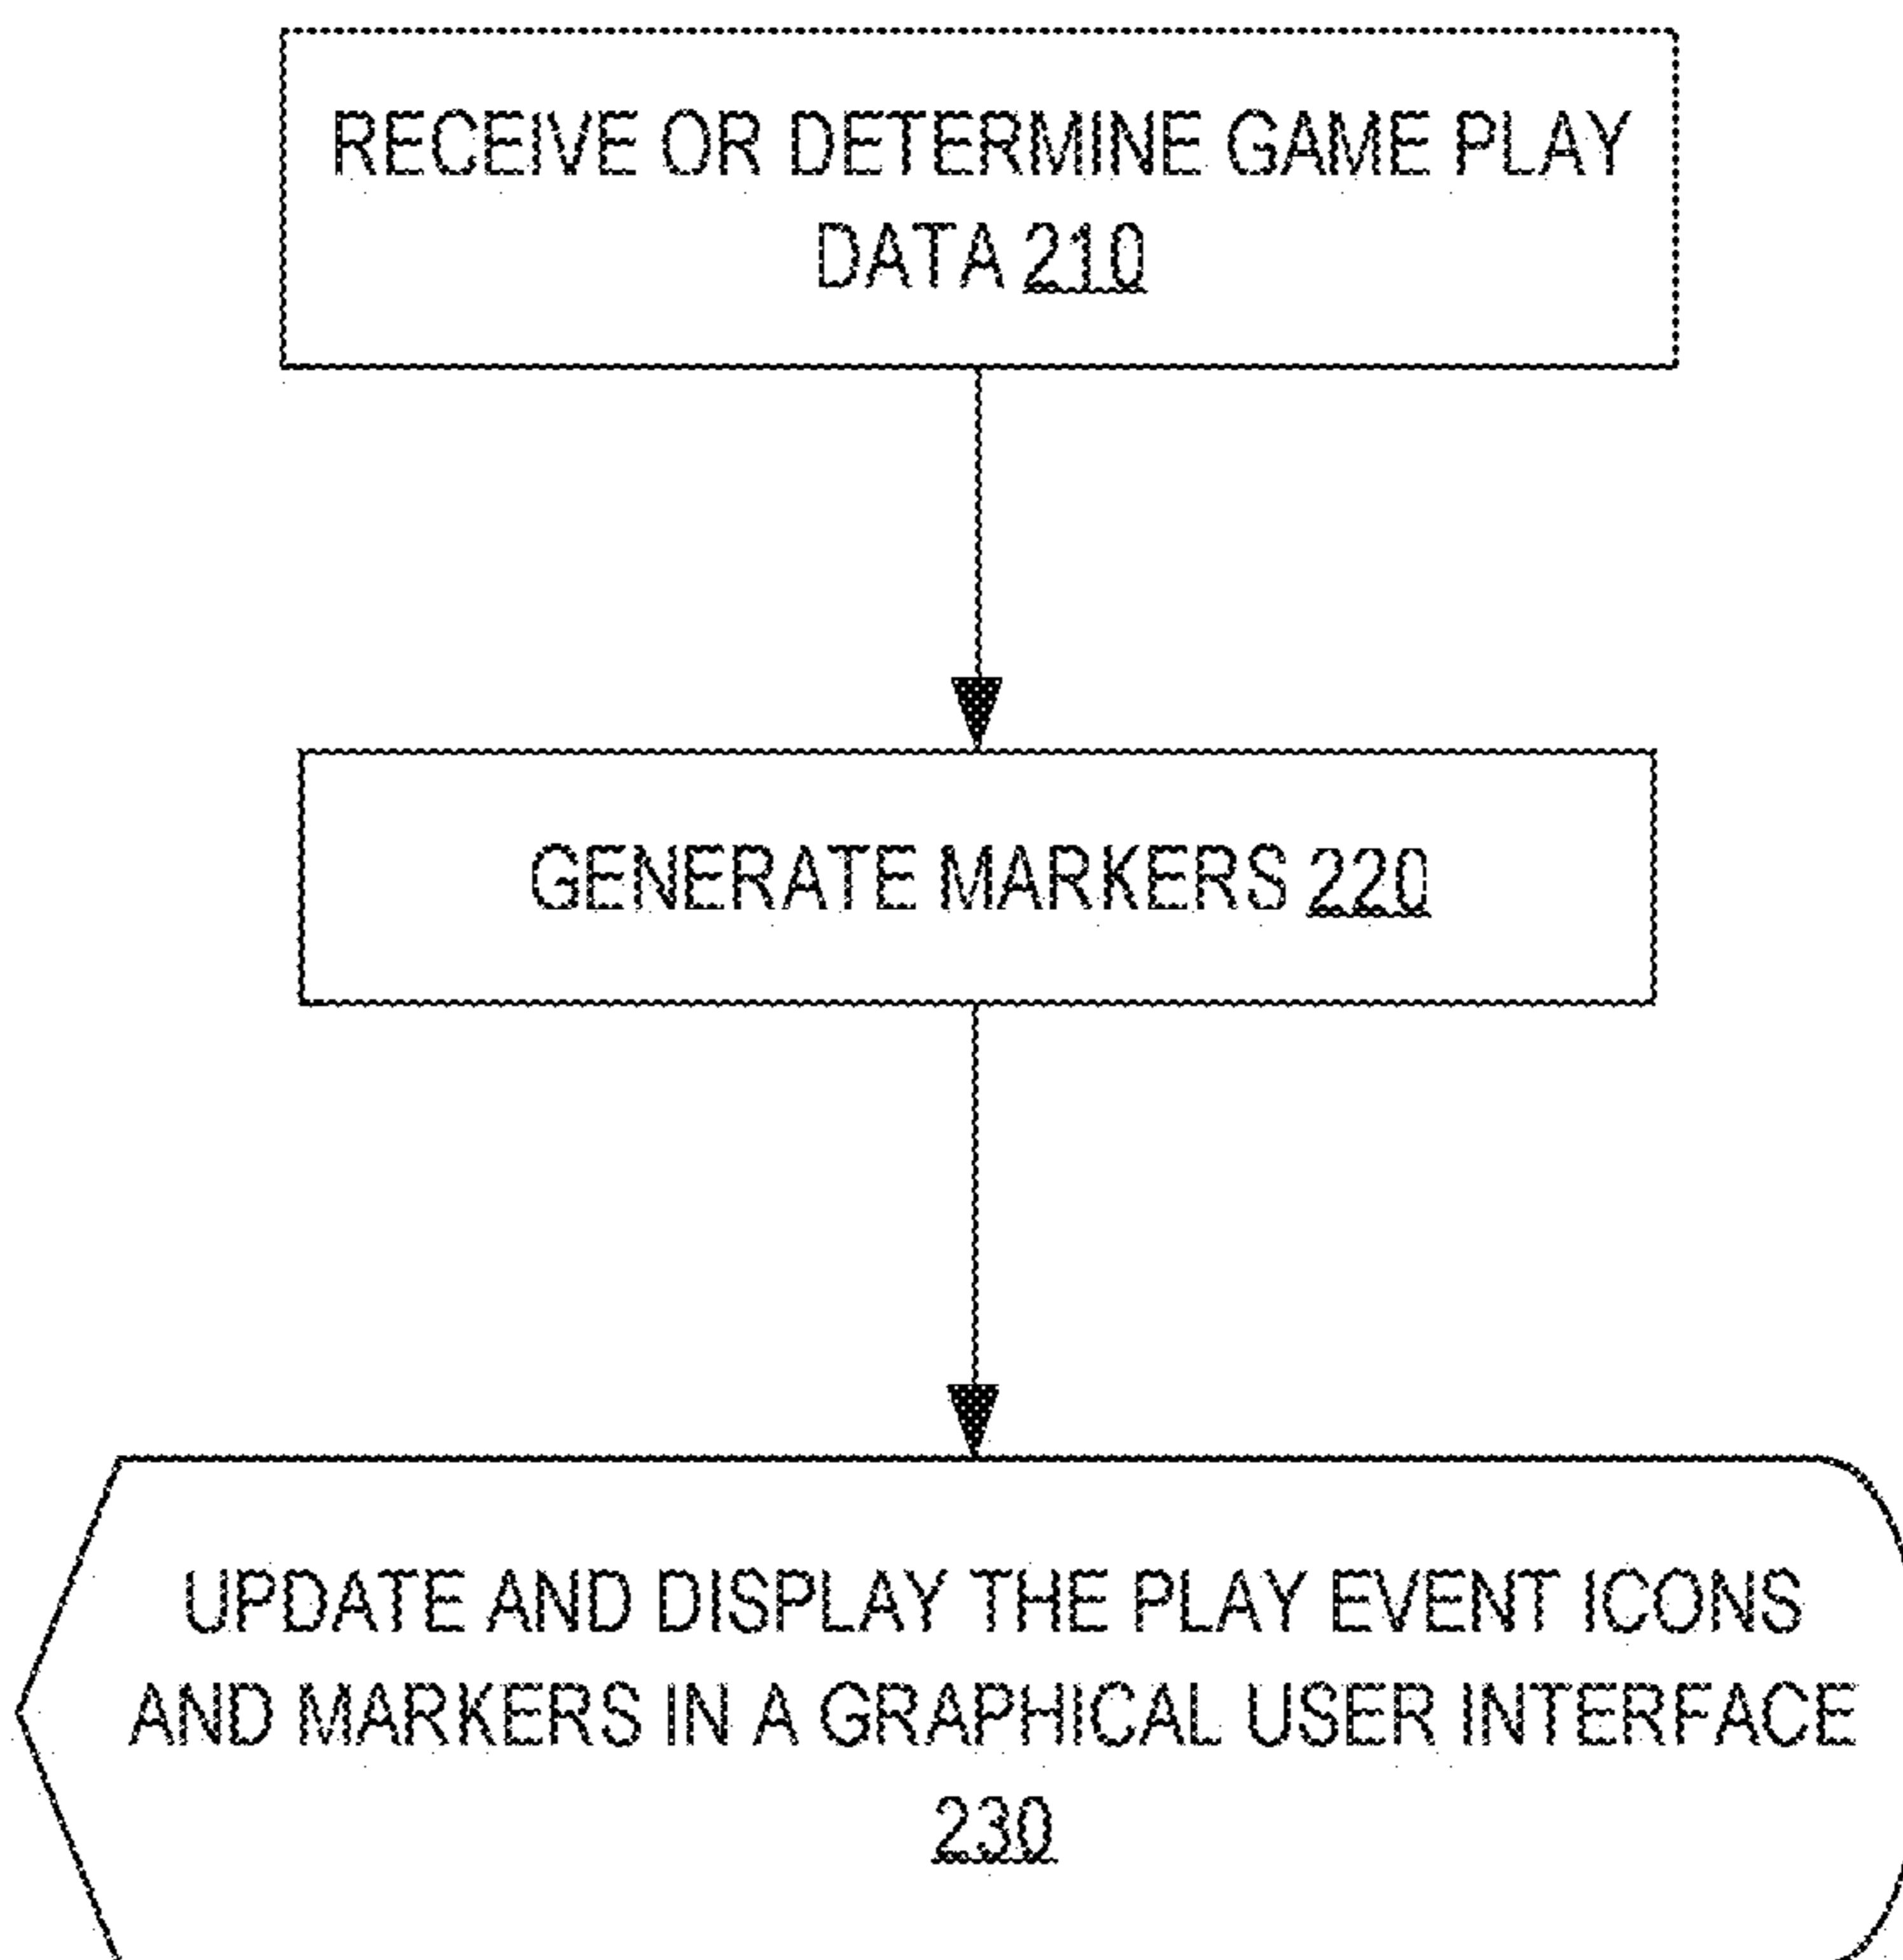 RECEIVE OR DETERMINE GAME PLAY
DATA 210
GENERATE MARKERS 220
UPDATE AND DISPLAY THE PLAY EVENT ICONS
AND MARKERS IN A GRAPHICAL USER INTERFACE
230